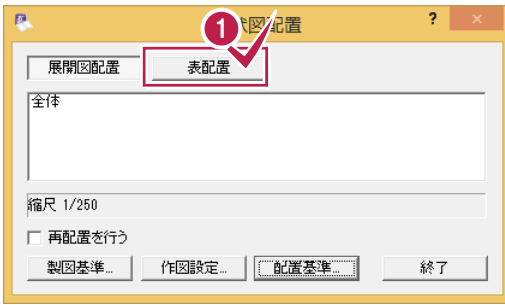 1
図配置
?
×
展開図配置 表配置
全体
縮尺 1/250
再配置を行う
製図基準... 作図設定... 配置基準... 終了